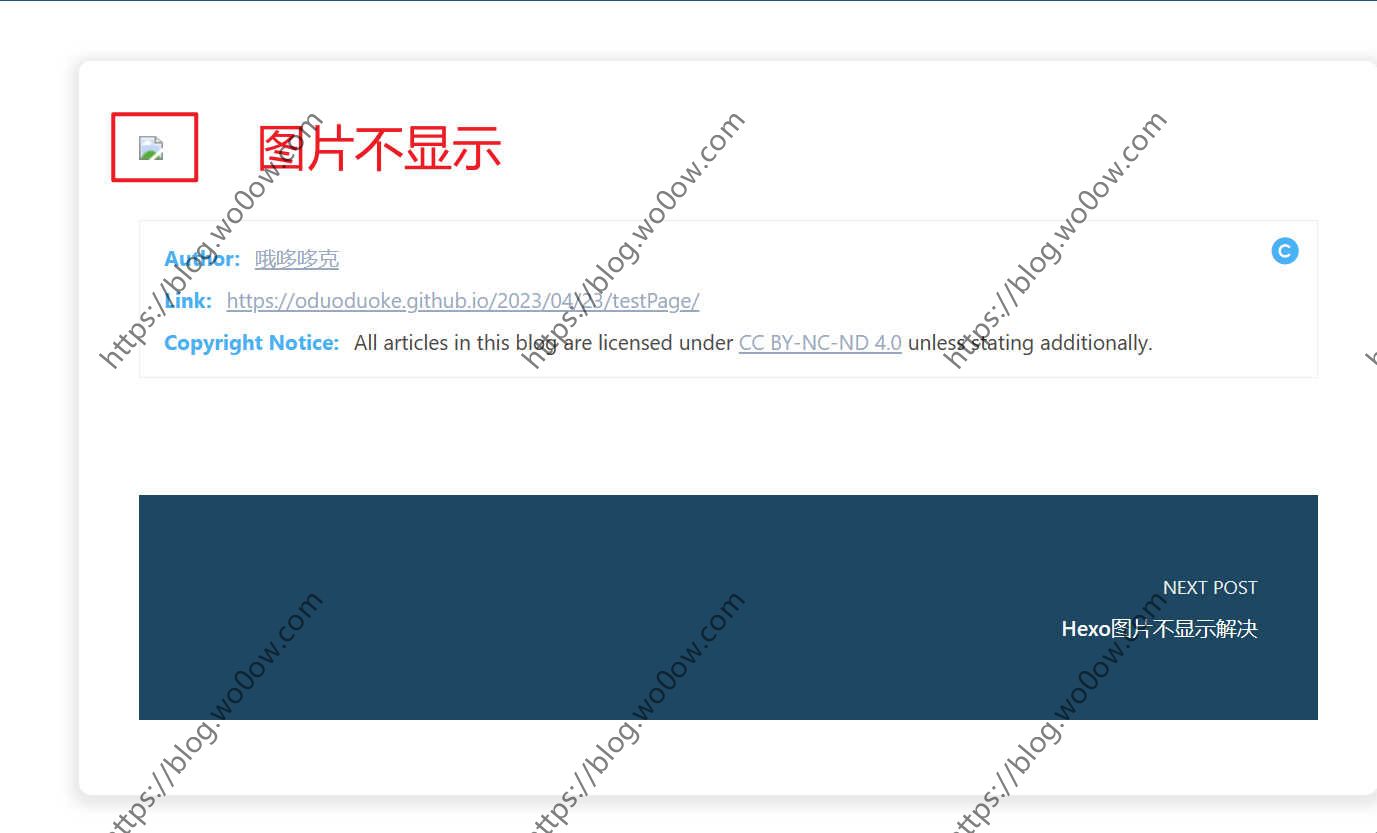 图片不显示
Author: 哦哆哆克
Link: https://oduoduoke.github.io/2023/04/23/testPage/
Copyright Notice: All articles in this blog are licensed under CC BY-NC-ND 4.0 unless stating additionally.
NEXT POST
Hexo图片不显示解决
https://blog.wo0ow.com
https://blog.wo0ow.com
https://blog.wo0ow.com
https://blog.wo0ow.com
https://blog.wo0ow.com
https://blog.wo0ow.com